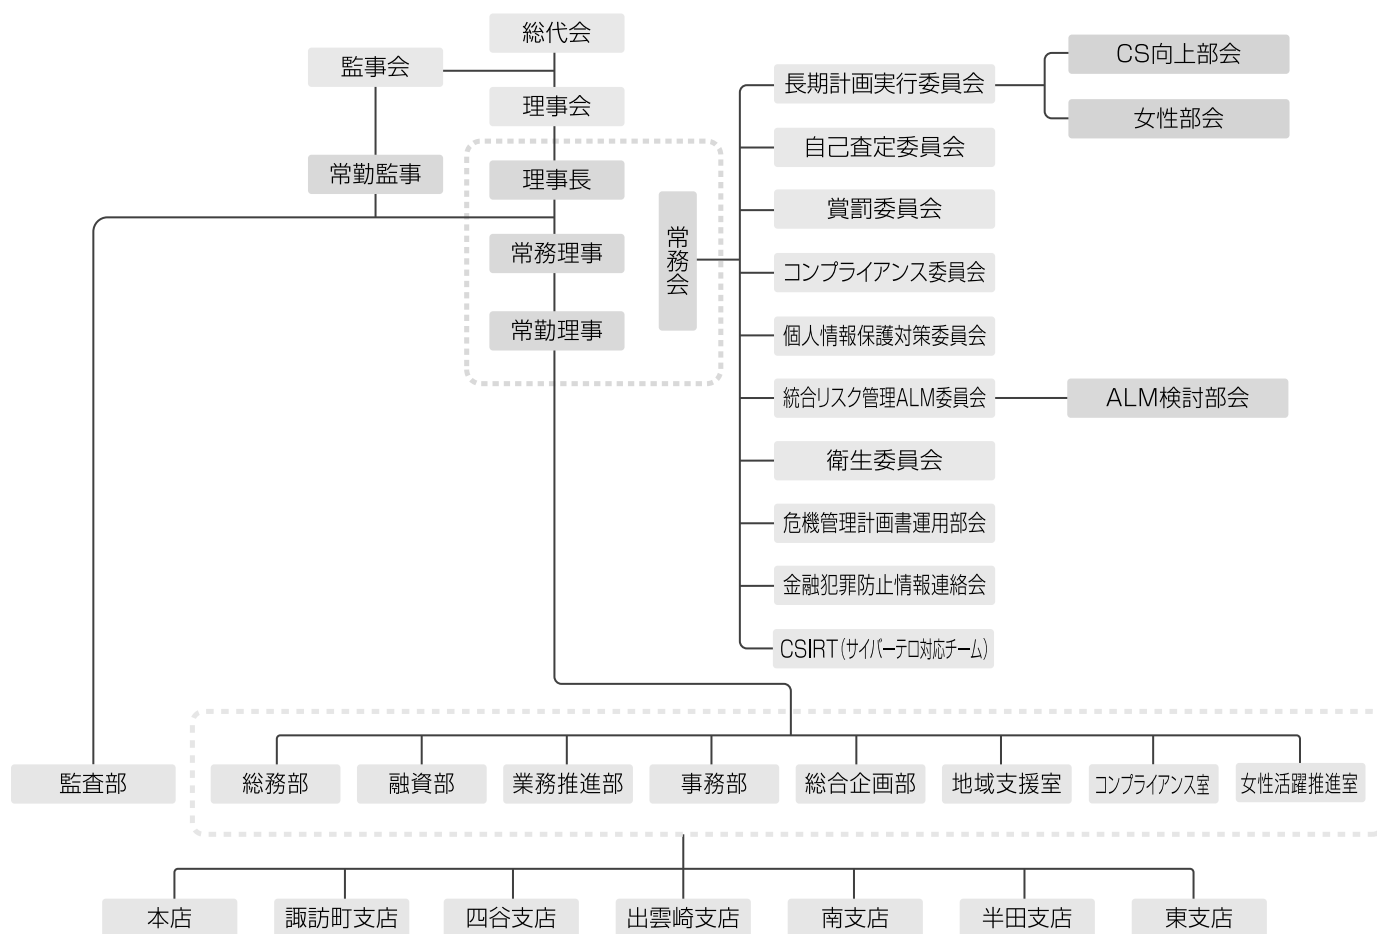 総代会
監事会
理事会
常勤監事
理事長
常務理事
常勤理事
常務会
長期計画実行委員会
CS向上部会
女性部会
自己査定委員会
賞罰委員会
コンプライアンス委員会
個人情報保護対策委員会
統合リスク管理ALM委員会
ALM検討部会
衛生委員会
危機管理計画書運用部会
金融犯罪防止情報連絡会
CSIRT(サイバーテロ対応チーム)
監査部
総務部
融資部
業務推進部
事務部
総合企画部
地域支援室
コンプライアンス室
女性活躍推進室
本店
諏訪町支店
四谷支店
出雲崎支店
南支店
半田支店
東支店